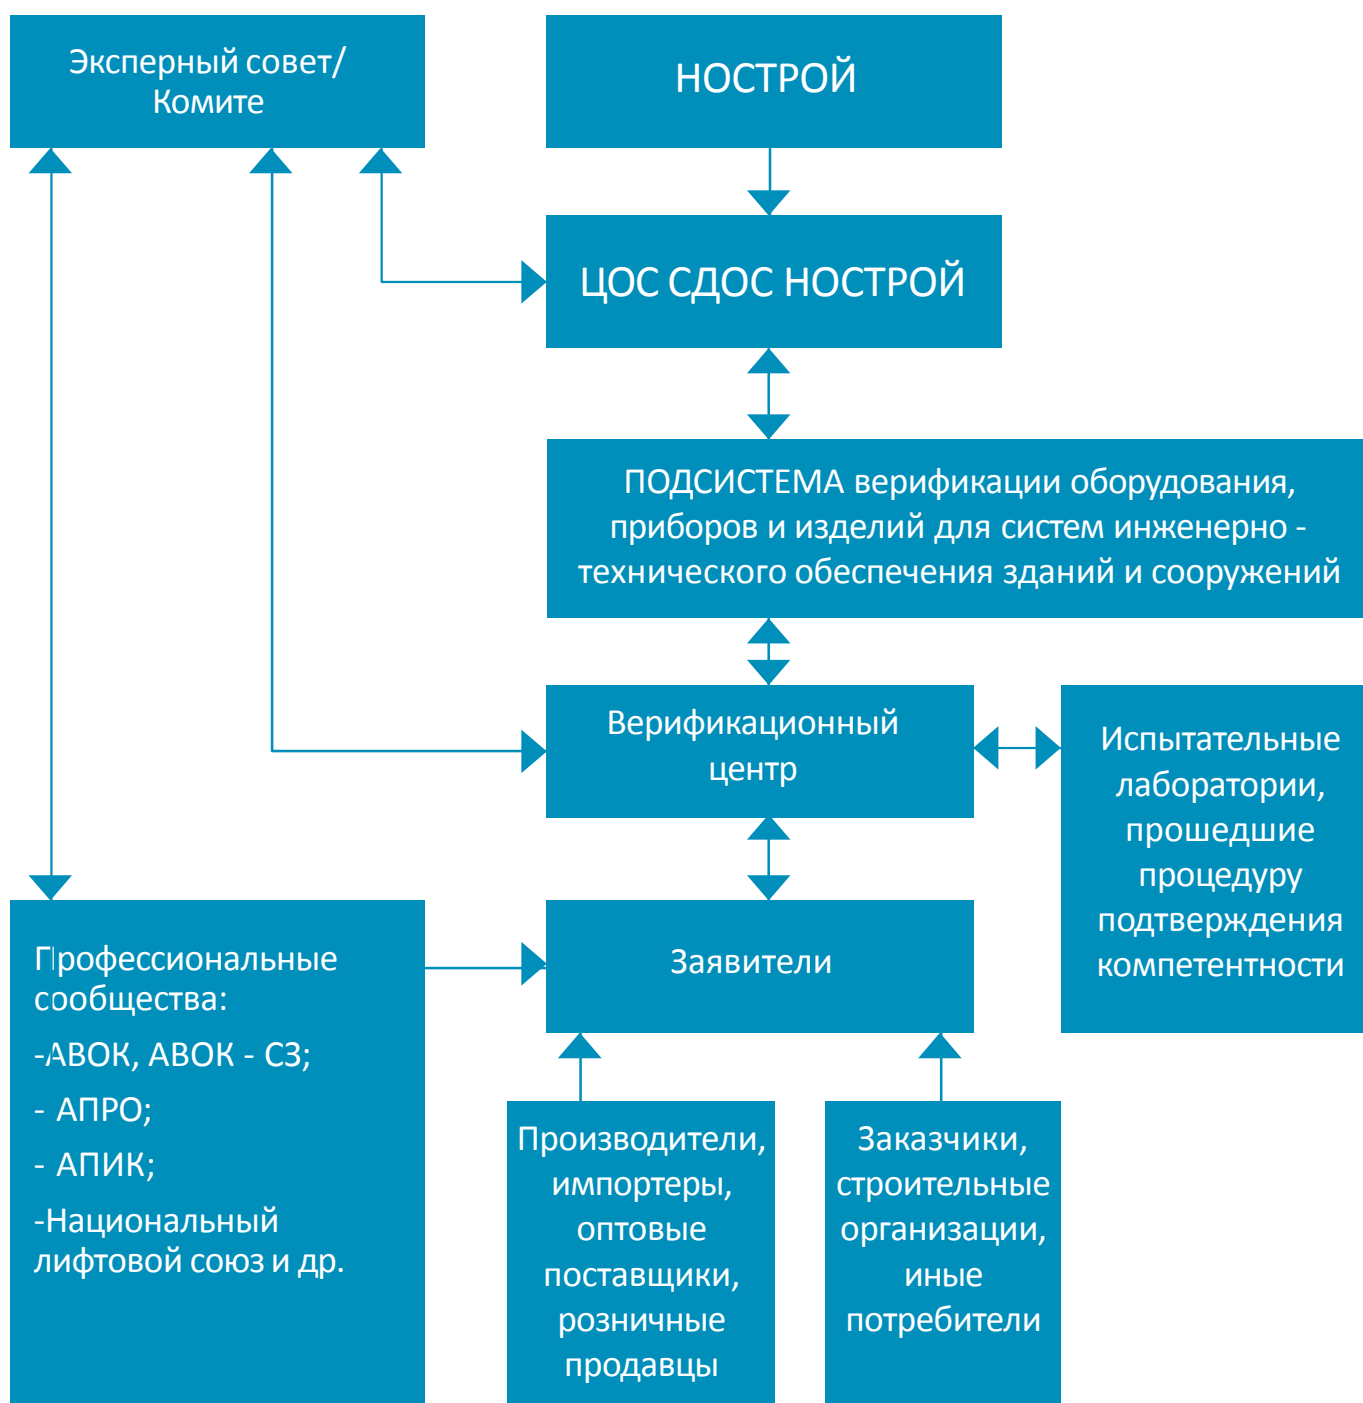 Эксперный совет/
Комите
НОСТРОЙ
ЦОС СДОС НОСТРОЙ
ПОДСИСТЕМА верификации оборудования,
приборов и изделий для систем инженерно -
технического обеспечения зданий и сооружений
Верификационный
центр
Испытательные
лаборатории,
прошедшие
процедуру
подтверждения
компетентности
Профессиональные
сообщества:
-АВОК, АВОК - СЗ;
- АПРО;
- АПИК;
-Национальный
лифтовой союз и др.
Заявители
Производители,
импортеры,
оптовые
поставщики,
розничные
продавцы
Заказчики,
строительные
организации,
иные
потребители